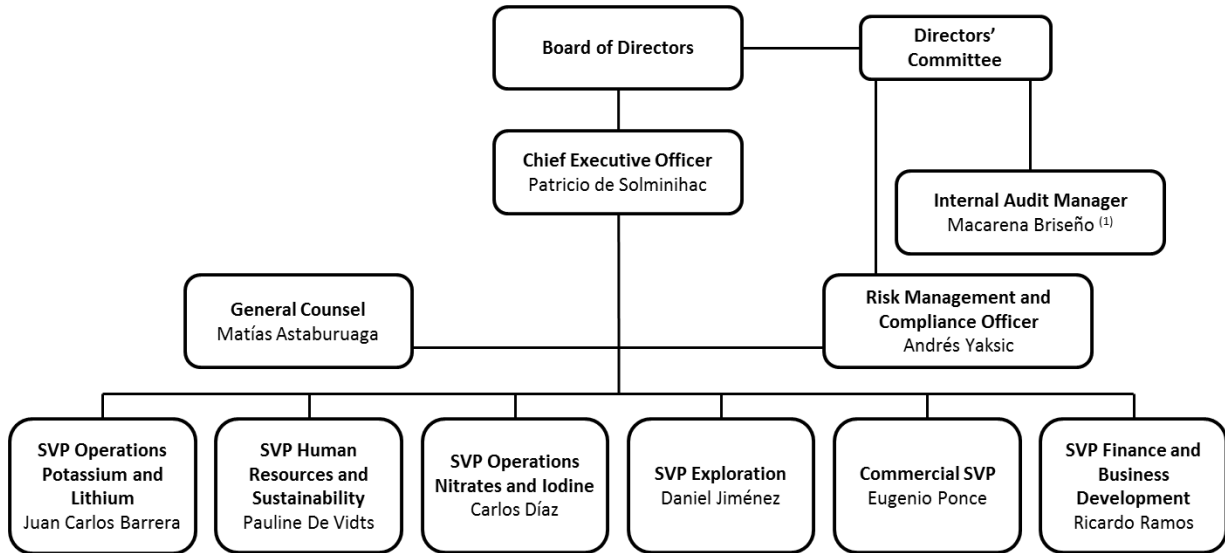 Board of Directors
Directors’
Committee
Chief Executive Officer
Patricio de Solminihac
Internal Audit Manager
Macarena Briseño (1)
General Counsel
Matías Astaburuaga
Risk Management and
Compliance Officer
Andrés Yaksic
SVP Operations
Potassium and
Lithium
Juan Carlos Barrera
SVP Human
Resources and
Sustainability
Pauline De Vidts
SVP Operations
Nitrates and Iodine
Carlos Díaz
SVP Exploration
Daniel Jiménez
Commercial SVP
Eugenio Ponce
SVP Finance and
Business
Development
Ricardo Ramos